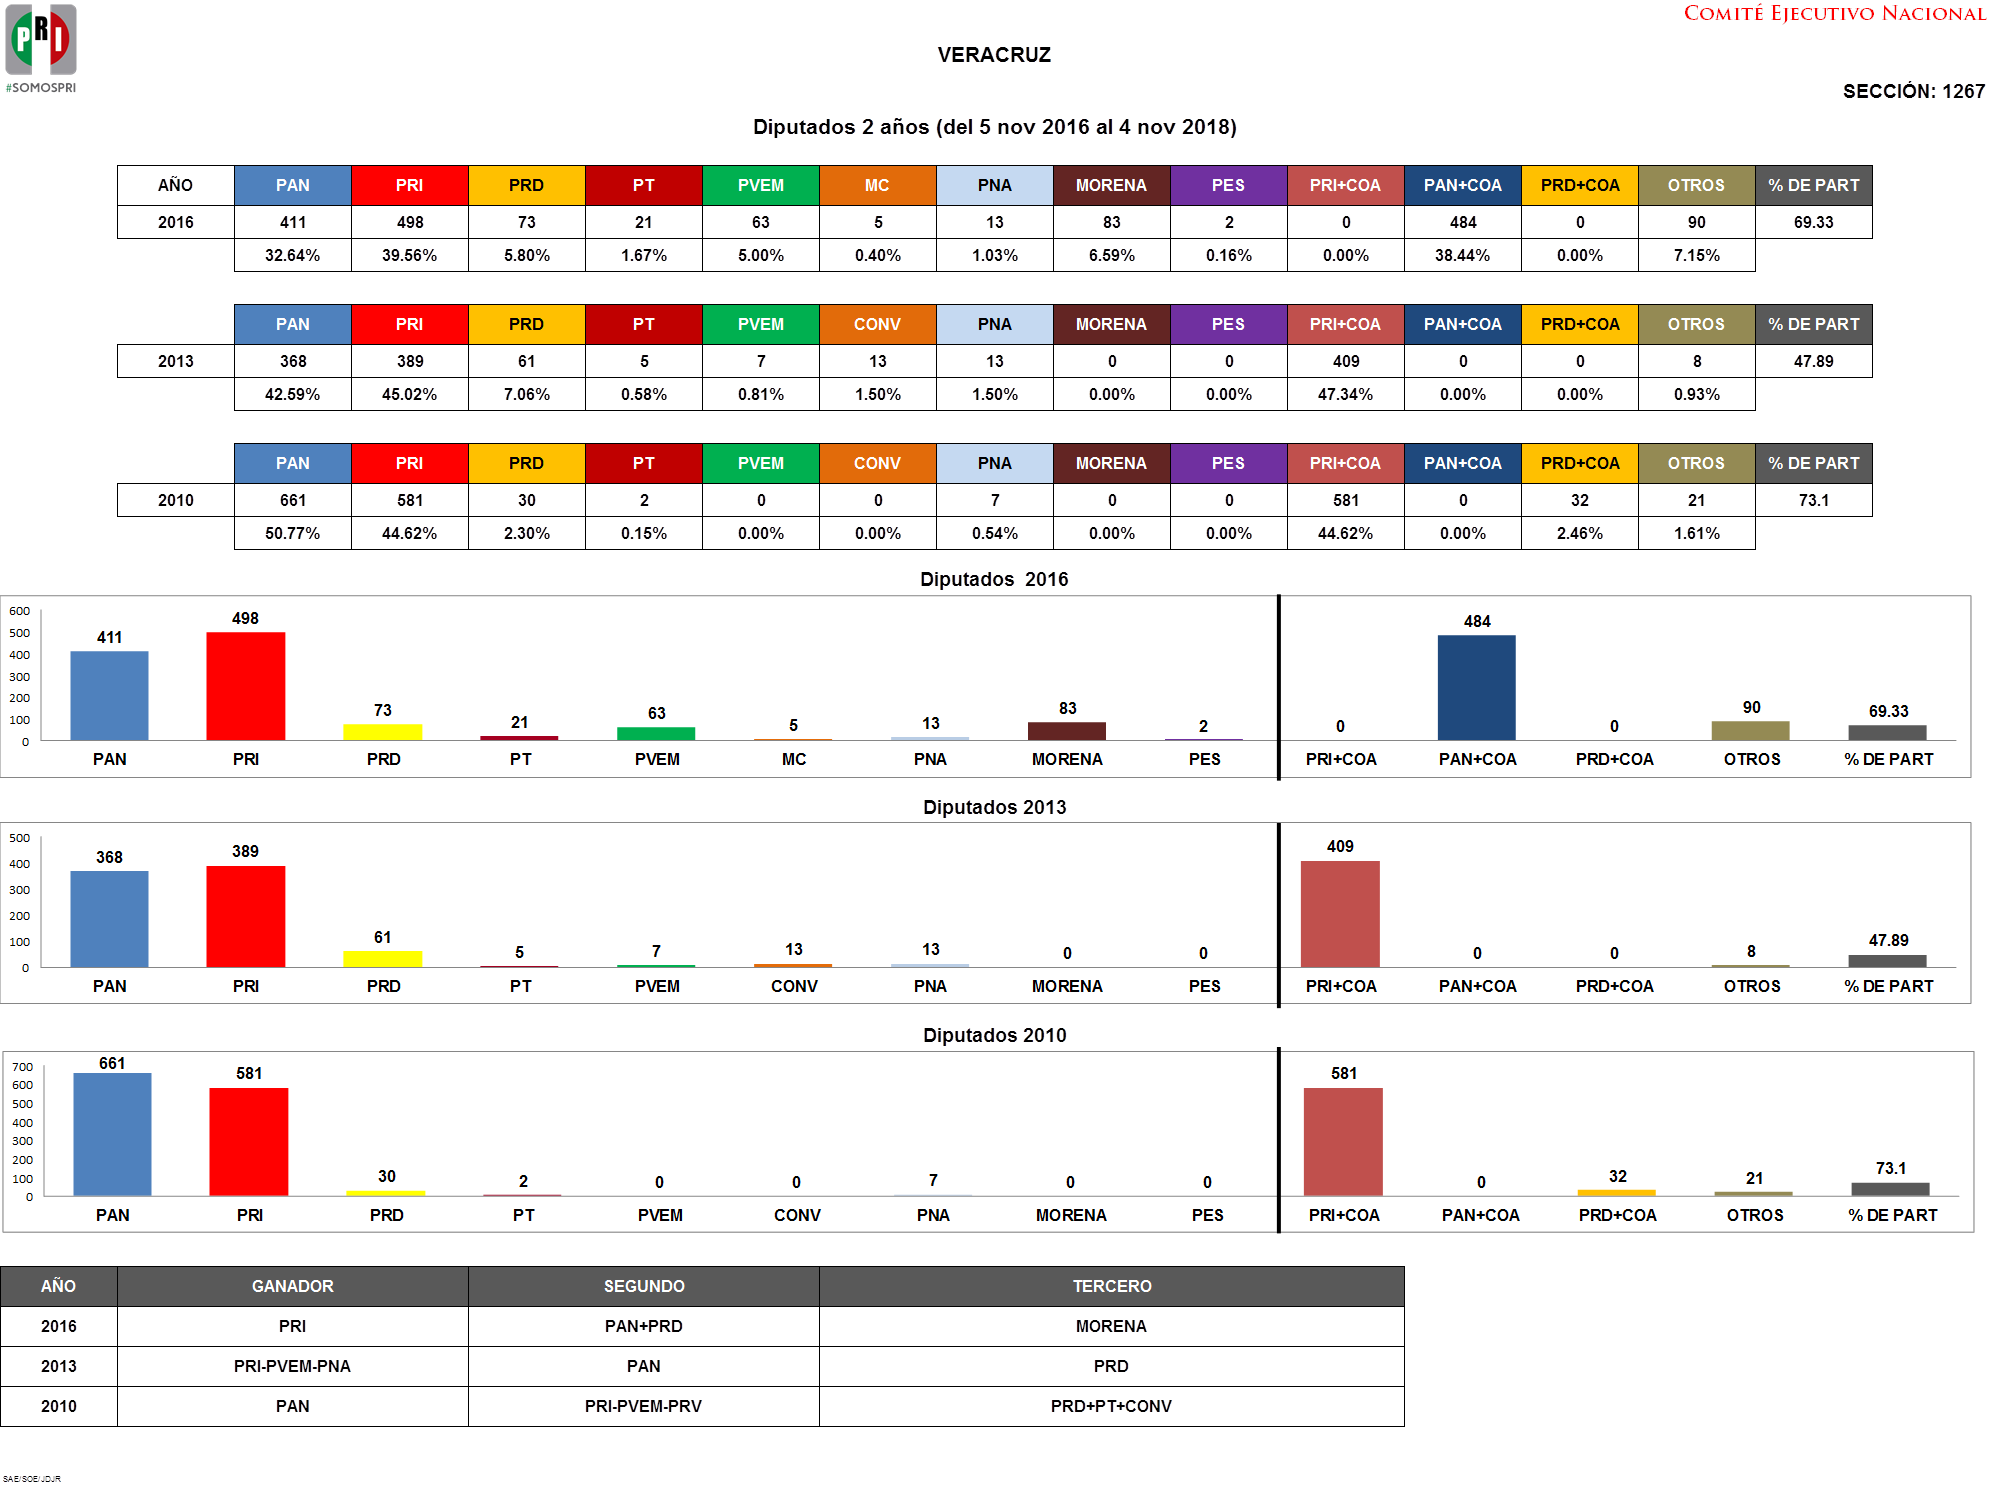 PRI
#SOMOSPRI
COMITÉ EJECUTIVO NACIONAL
VERACRUZ
SECCIÓN: 1267
Diputados 2 años (del 5 nov 2016 al 4 nov 2018)
AÑO PAN PRI PRD PT PVEM MC PNA MORENA PES PRI+COA PAN+COA PRD+COA OTROS % DE PART
2016 411 498 73 21 63 5 13 83 2 0 484 0 90 69.33
32.64% 39.56% 5.80% 1.67% 5.00% 0.40% 1.03% 6.59% 0.16% 0.00% 38.44% 0.00% 7.15%
PAN PRI PRD PT PVEM CONV PNA MORENA PES PRI+COA PAN+COA PRD+COA OTROS % DE PART
2013 368 389 61 5 7 13 13 0 0 409 0 0 8 47.89
42.59% 45.02% 7.06% 0.58% 0.81% 1.50% 1.50% 0.00% 0.00% 47.34% 0.00% 0.00% 0.93%
PAN PRI PRD PT PVEM CONV PNA MORENA PES PRI+COA PAN+COA PRD+COA OTROS % DE PART
2010 661 581 30 2 0 0 7 0 0 581 0 32 21 73.1
50.77% 44.62% 2.30% 0.15% 0.00% 0.00% 0.54% 0.00% 0.00% 44.62% 0.00% 2.46% 1.61%
Diputados 2016
600
500
400
300
200
100
0
411 498 73 21 63 5 13 83 2 0 484 0 90 69.33
PAN PRI PRD PT PVEM MC PNA MORENA PES PRI+COA PAN+COA PRD+COA OTROS % DE PART
Diputados 2013
500
400
300
200
100
0
368 389 61 5 7 13 13 0 0 409 0 0 8 47.89
PAN PRI PRD PT PVEM CONV PNA MORENA PES PRI+COA PAN+COA PRD+COA OTROS % DE PART
Diputados 2010
700
600
500
400
300
200
100
0
661 581 30 2 0 0 7 0 0 581 0 32 21 73.1
PAN PRI PRD PT PVEM CONV PNA MORENA PES PRI+COA PAN+COA PRD+COA OTROS % DE PART
AÑO GANADOR SEGUNDO TERCERO
2016 PRI PAN+PRD MORENA
2013 PRI-PVEM-PNA PAN PRD
2010 PAN PRI-PVEM-PRV PRD+PT+CONV
SAE/SOE/JDJR